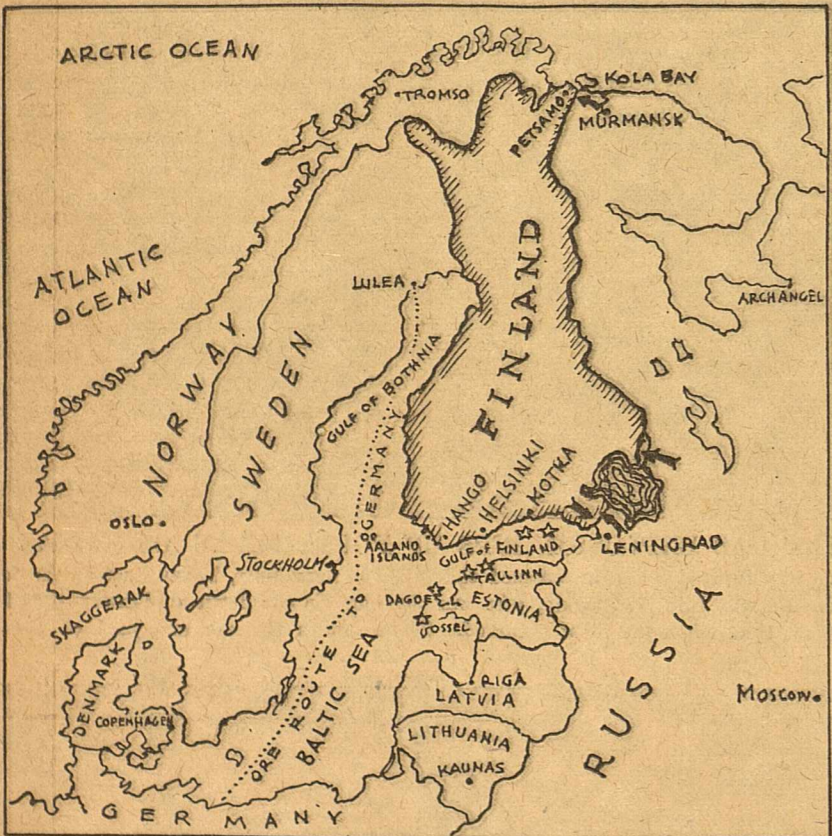 ARCTIC OCEAN
TROMSO
KOLA BAY
PETSAMO
MURMANSK
ATLANTIC
OCEAN
LULEA
ARCHANGEL
NORWAY
SWEDEN
FINLAND
GULF OF BOTHNIA
ORE ROUTE TO GERMANY
HANGO
HELSINKI
KOTKA
OSLO
AALAND
ISLANDS
GULF OF FINLAND
LENINGRAD
STOCKHOLM
TALLINN
SKAGGERAK
DAGOE
ESTONIA
OSSEL
BALTIC SEA
RUSSIA
DENMARK
COPENHAGEN
RIGA
LATVIA
MOSCOW
LITHUANIA
KAUNAS
GERMANY